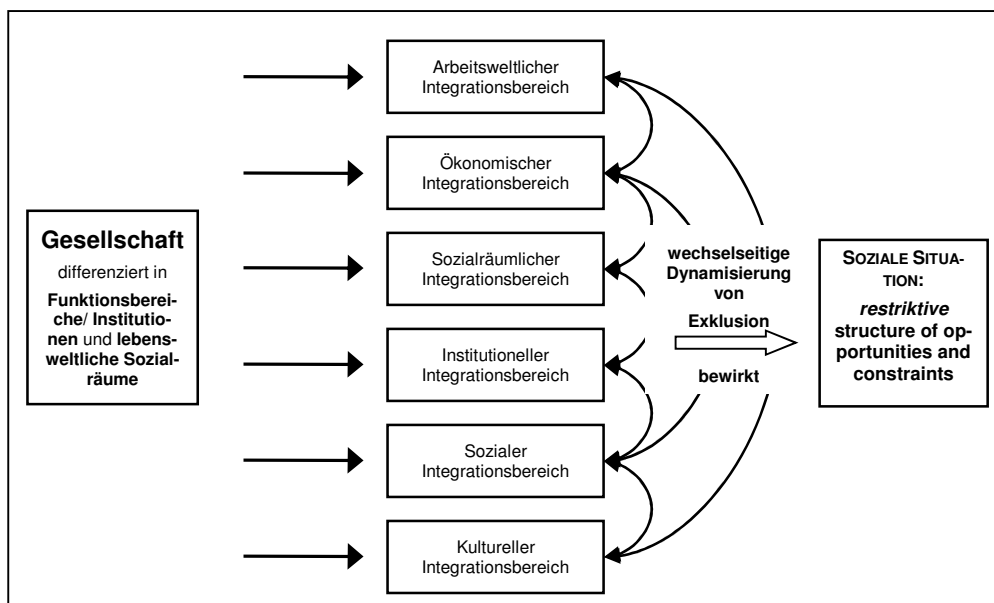 Gesellschaft
differenziert in
Funktionsberei-
che/ Institutio-
nen und lebens-
weltliche Sozial-
räume
Arbeitsweltlicher
Integrationsbereich
Ökonomischer
Integrationsbereich
Sozialräumlicher
Integrationsbereich
Institutioneller
Integrationsbereich
Sozialer
Integrationsbereich
Kultureller
Integrationsbereich
wechselseitige
Dynamisierung
von
Exklusion
bewirkt
SOZIALE SITUA-
TION:
restriktive
structure of op-
portunities and
constraints